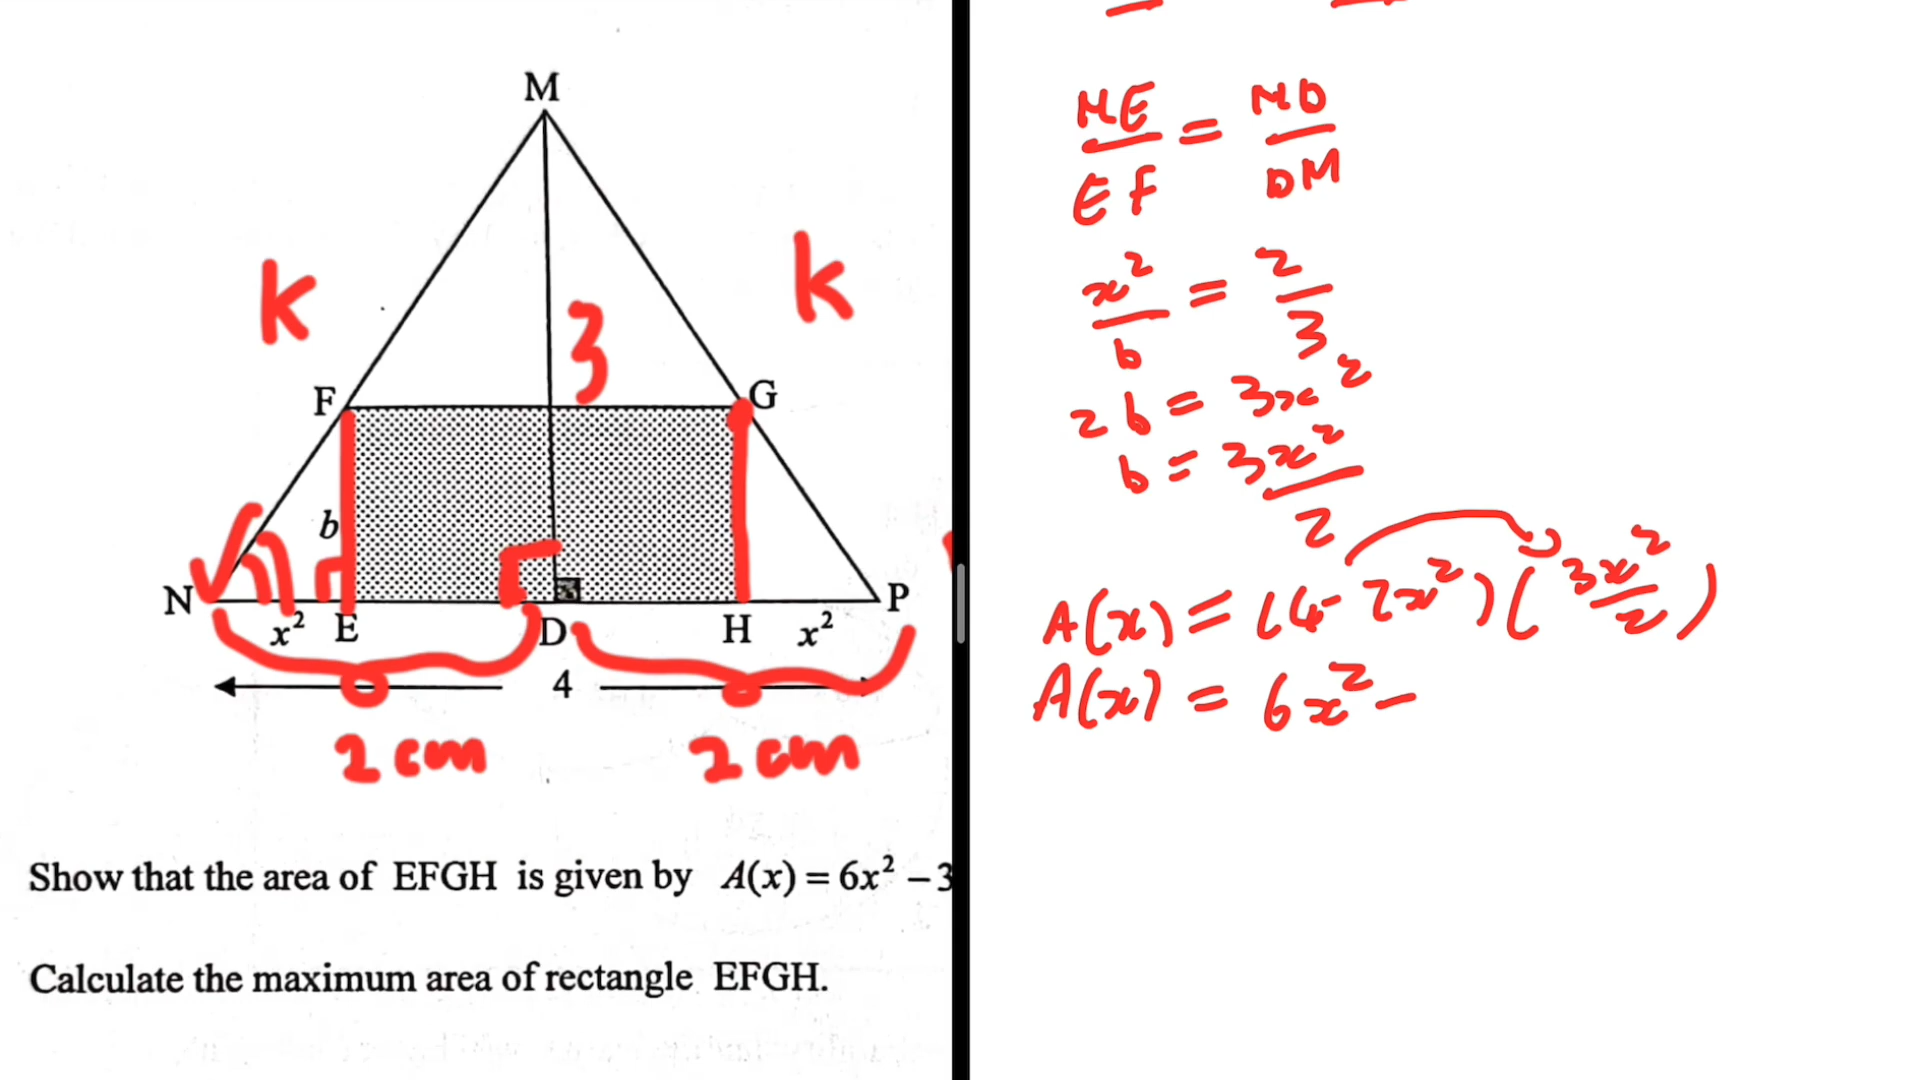 M
k
k
3
F
G
b
N
x² E
D
H
x²
P
4
2 cm
2 cm
Show that the area of EFGH is given by A(x) = 6x² – 3
Calculate the maximum area of rectangle EFGH.
NE/EF = ND/DM
x²/b = 2/3
2b = 3x²
b = 3x²/2
A(x) = (4 - 2x²)(3x²/2)
A(x) = 6x² -